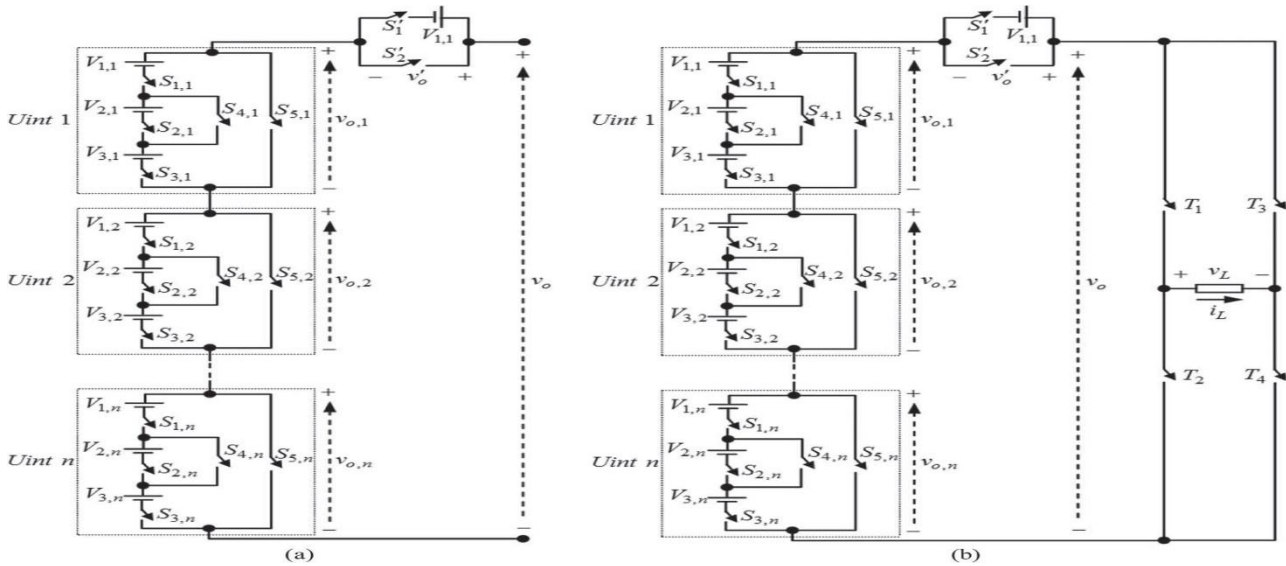 S′1
V1,1
S′2
− v′o +
V1,1
S1,1
V2,1
S4,1
S5,1
Uint 1
S2,1
V3,1
S3,1
+
vo,1
−
V1,2
S1,2
V2,2
S4,2
S5,2
Uint 2
S2,2
V3,2
S3,2
+
vo,2
−
V1,n
S1,n
V2,n
S4,n
S5,n
Uint n
S2,n
V3,n
S3,n
+
vo,n
−
+
vo
−
(a)
S′1
V1,1
S′2
− v′o +
V1,1
S1,1
V2,1
S4,1
S5,1
Uint 1
S2,1
V3,1
S3,1
+
vo,1
−
V1,2
S1,2
V2,2
S4,2
S5,2
Uint 2
S2,2
V3,2
S3,2
+
vo,2
−
V1,n
S1,n
V2,n
S4,n
S5,n
Uint n
S2,n
V3,n
S3,n
+
vo,n
−
+
vo
−
T1
T3
+ vL −
iL
T2
T4
(b)